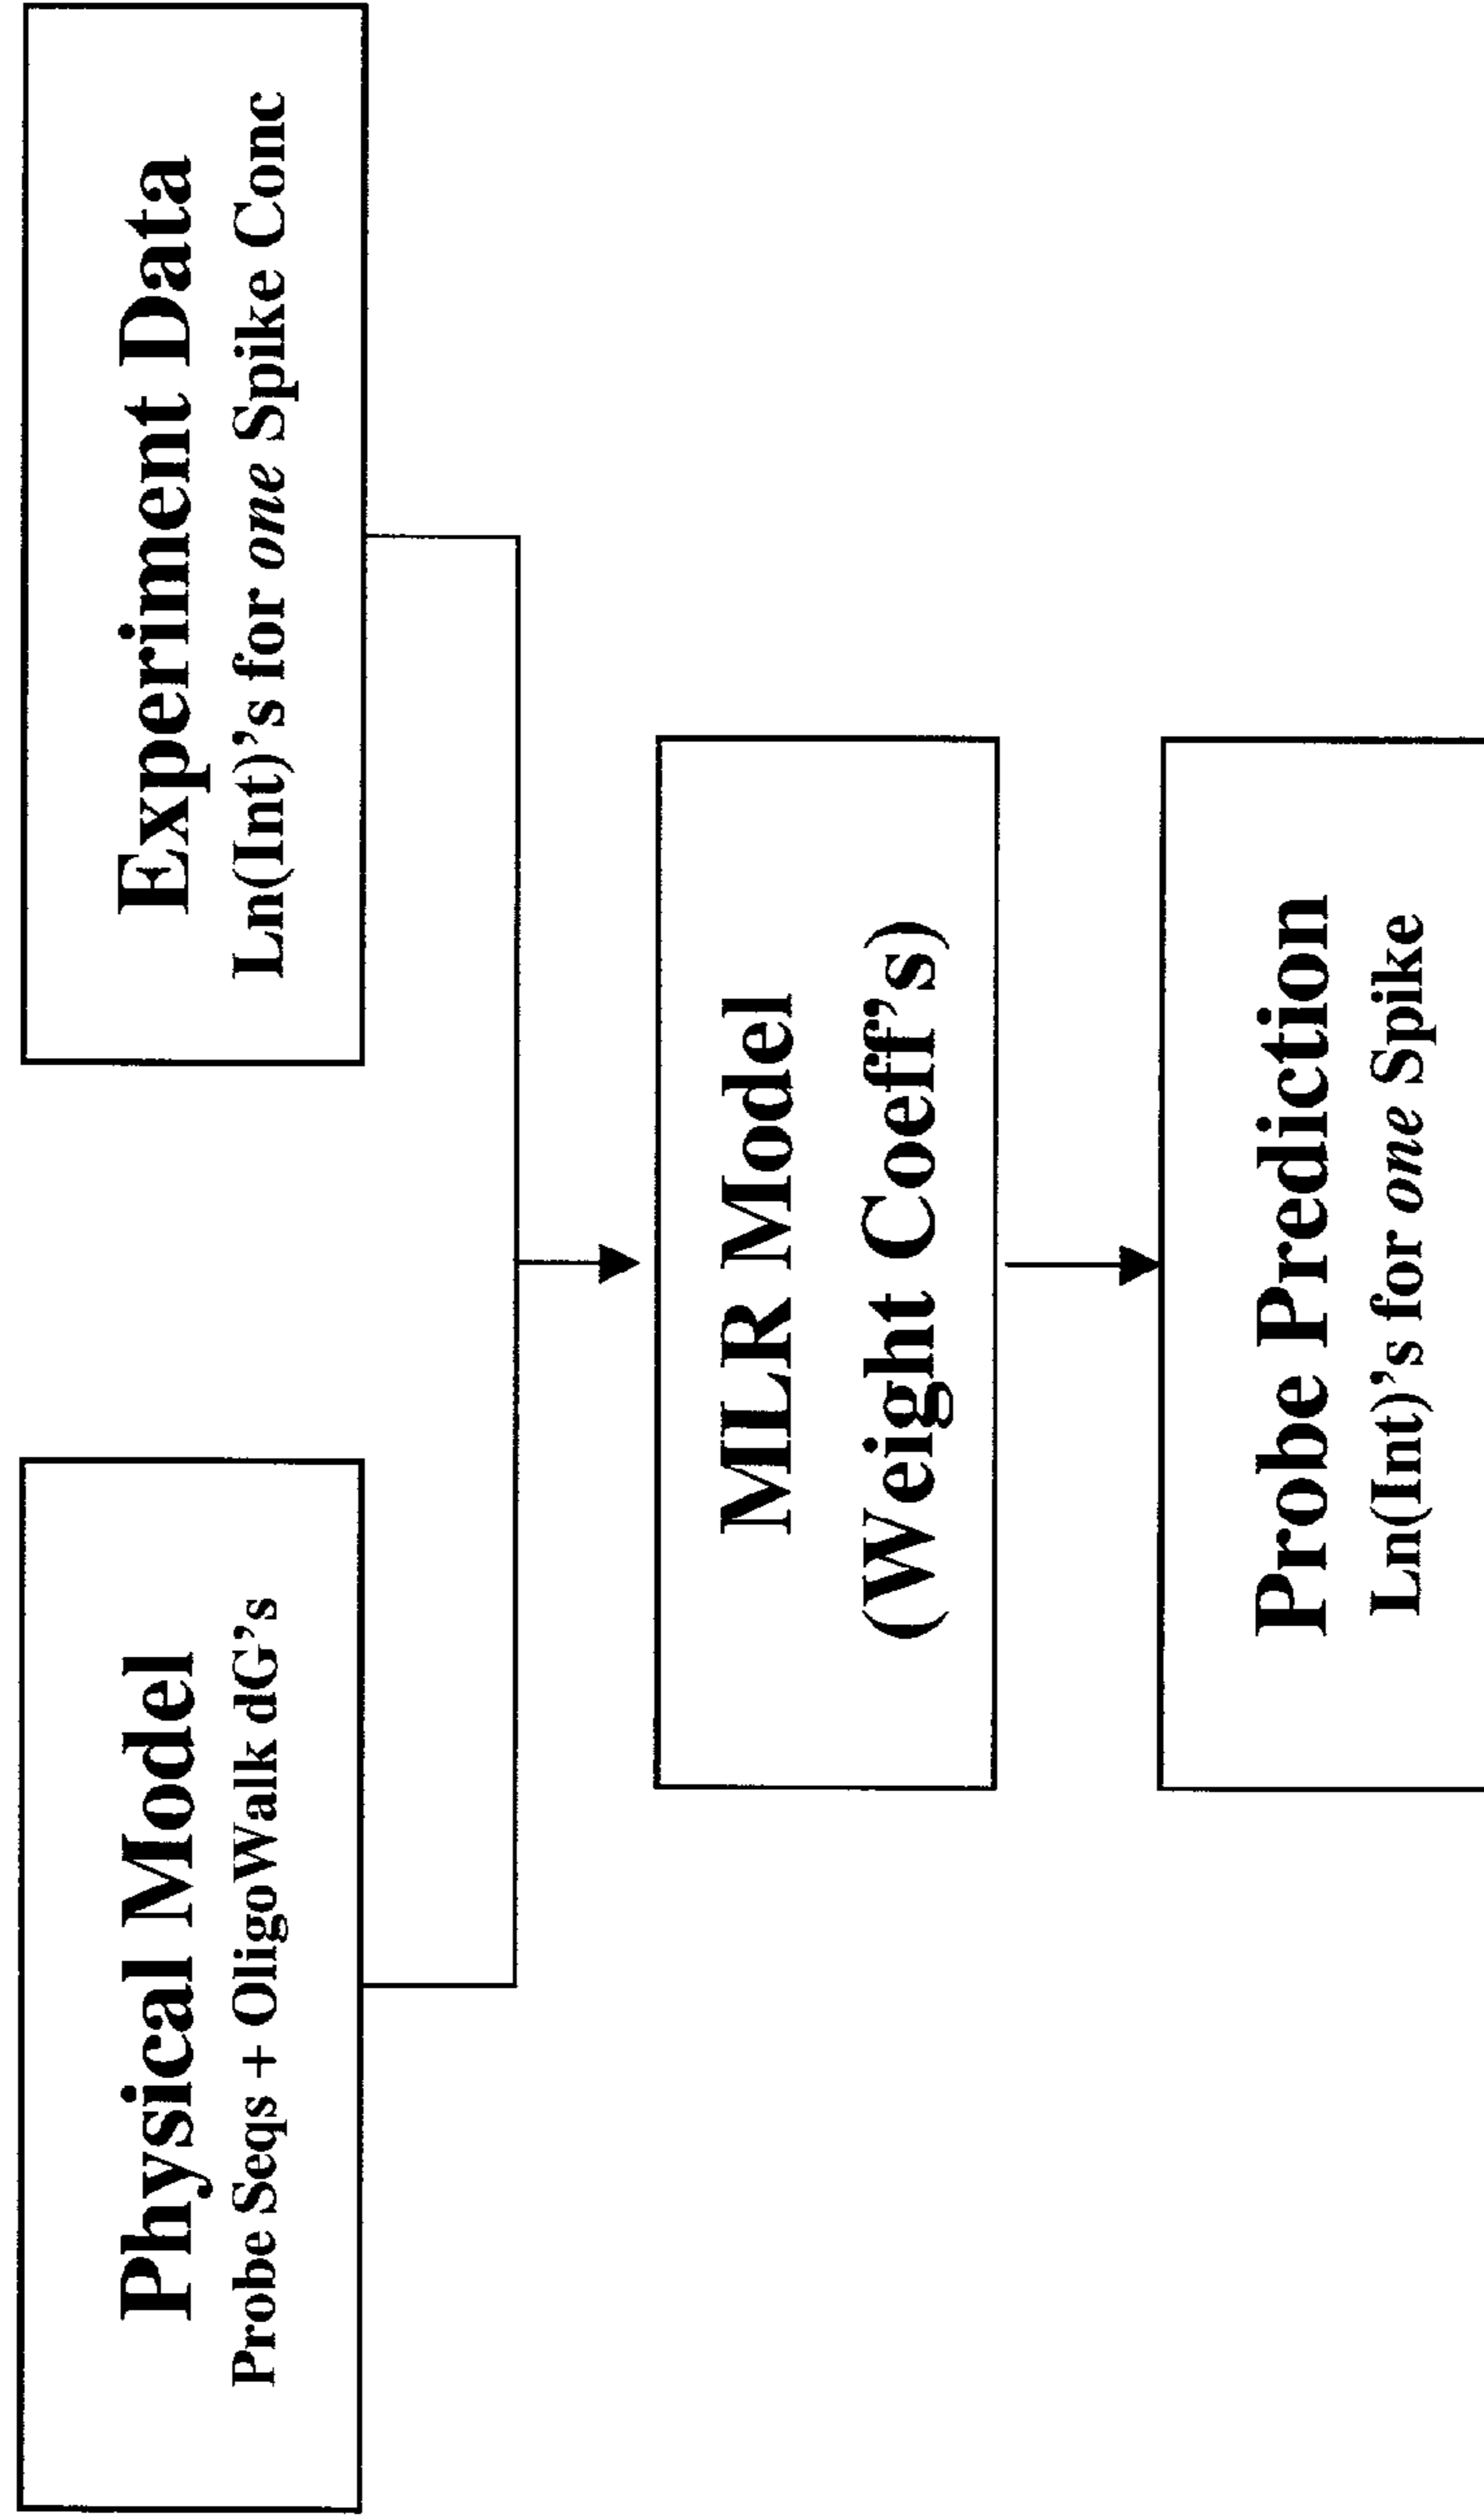 Physical Model
Probe Seqs + OligoWalk dG's
Experiment Data
Ln(Int)'s for one Spike Conc
MLR Model
(Weight Coeff's)
Probe Prediction
Ln(Int)'s for one Spike